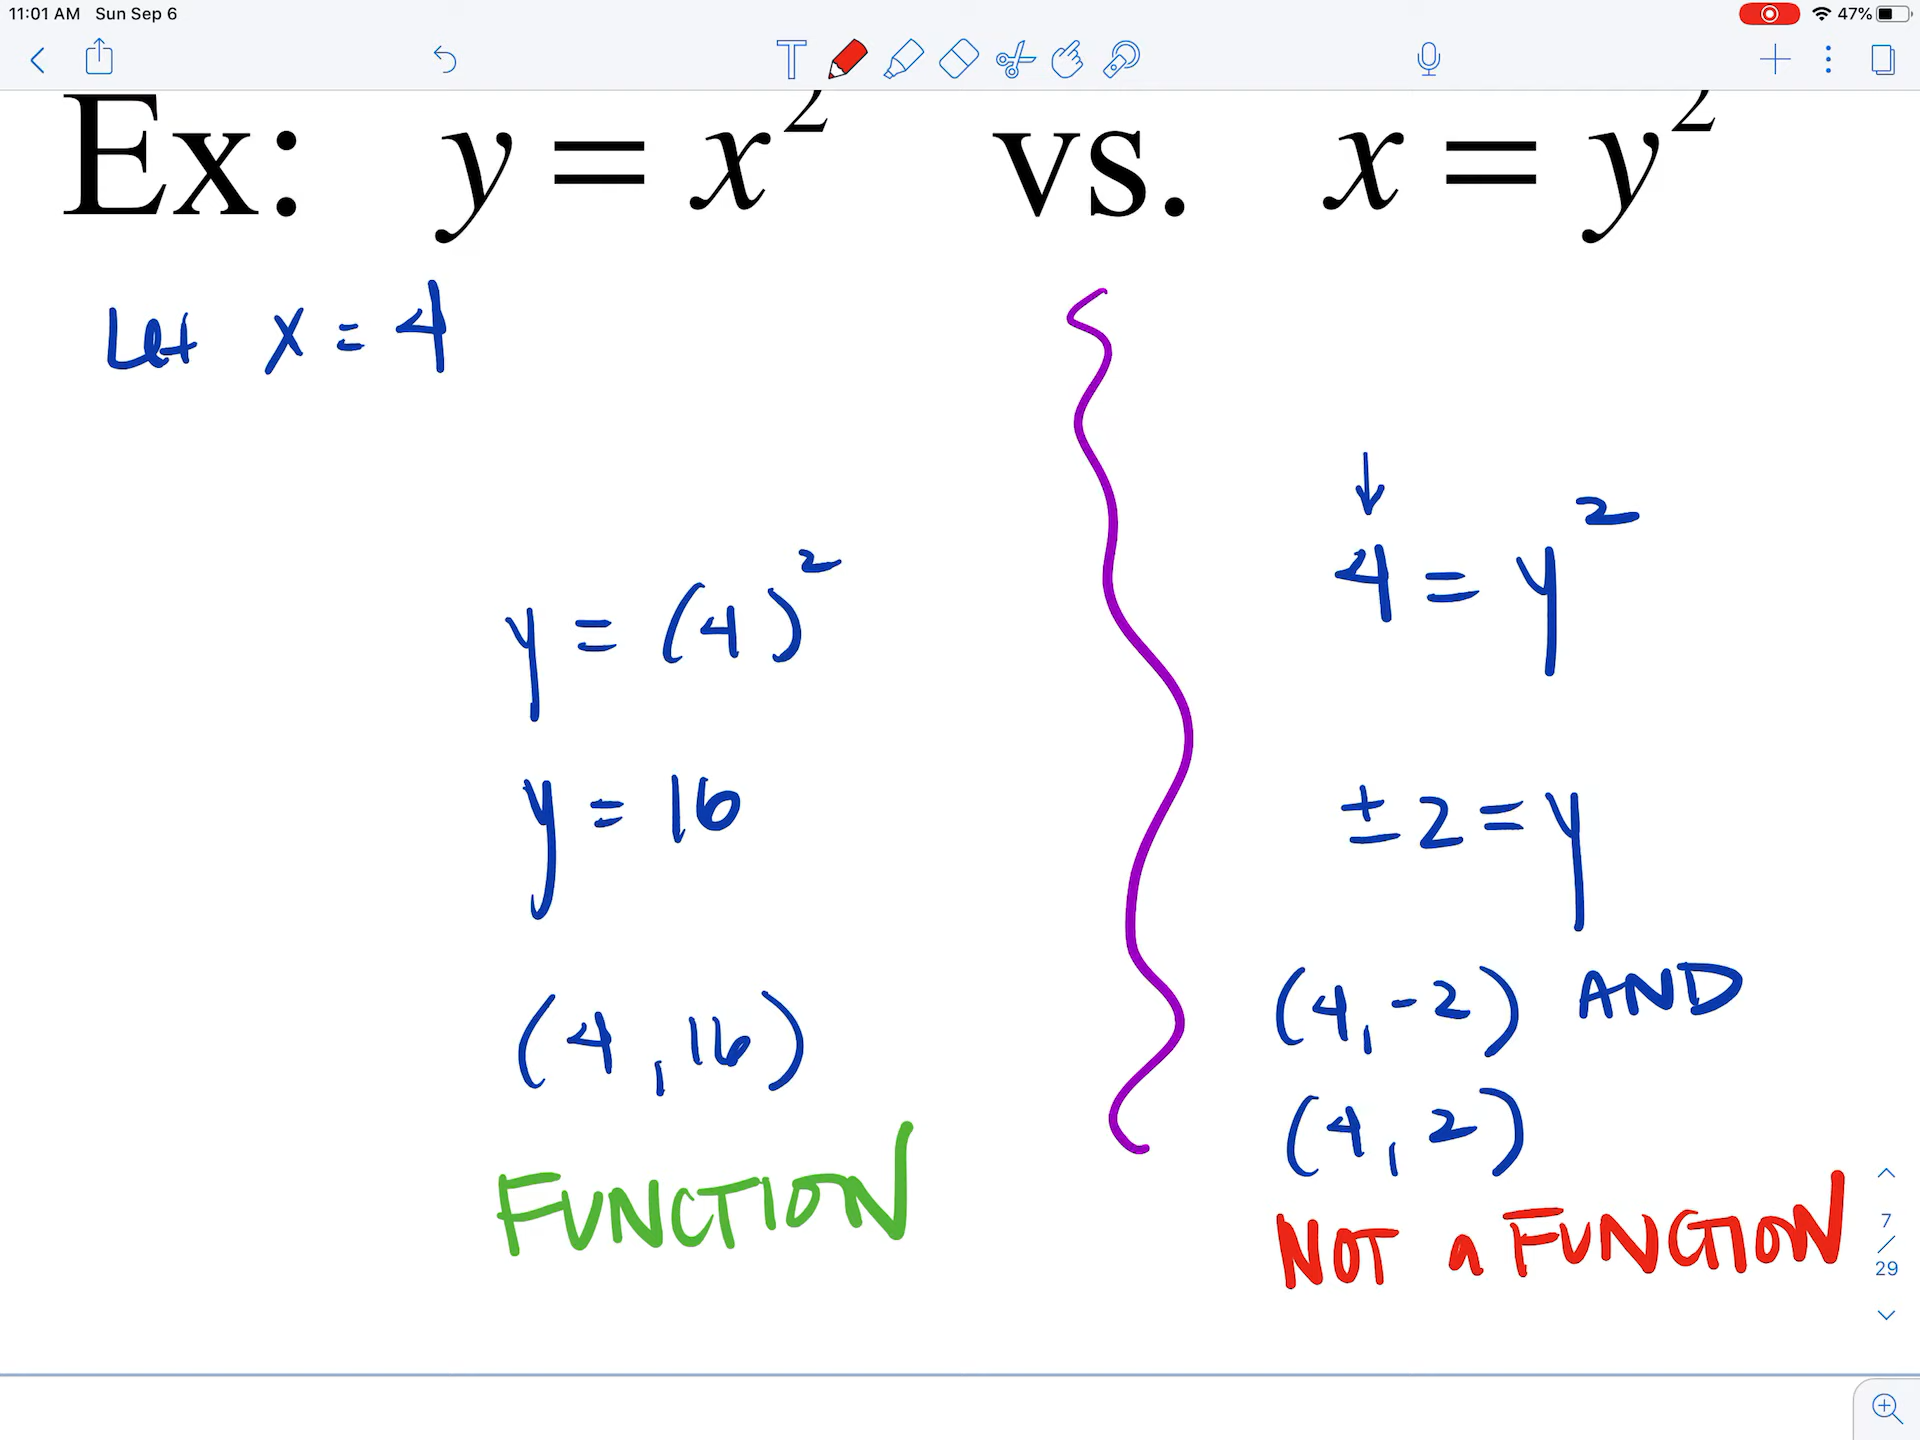 11:01 AM Sun Sep 6
47%
T
Ex: y = x² vs. x = y²
Let x = 4
y = (4)²
y = 16
(4, 16)
FUNCTION
4 = y²
± 2 = y
(4, -2) AND
(4, 2)
NOT a FUNCTION
7
/
29